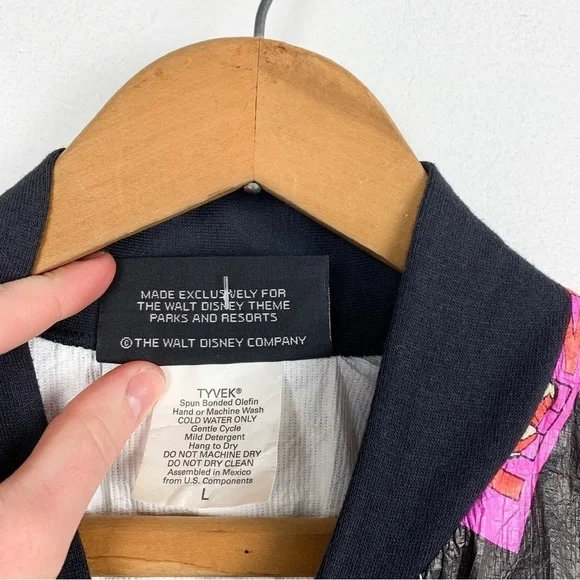 MADE EXCLUSIVELY FOR
THE WALT DISNEY THEME
PARKS AND RESORTS
© THE WALT DISNEY COMPANY
TYVEK®
Spun Bonded Olefin
Hand or Machine Wash
COLD WATER ONLY
Gentle Cycle
Mild Detergent
Hang to Dry
DO NOT MACHINE DRY
DO NOT DRY CLEAN
Assembled in Mexico
from U.S. Components
L